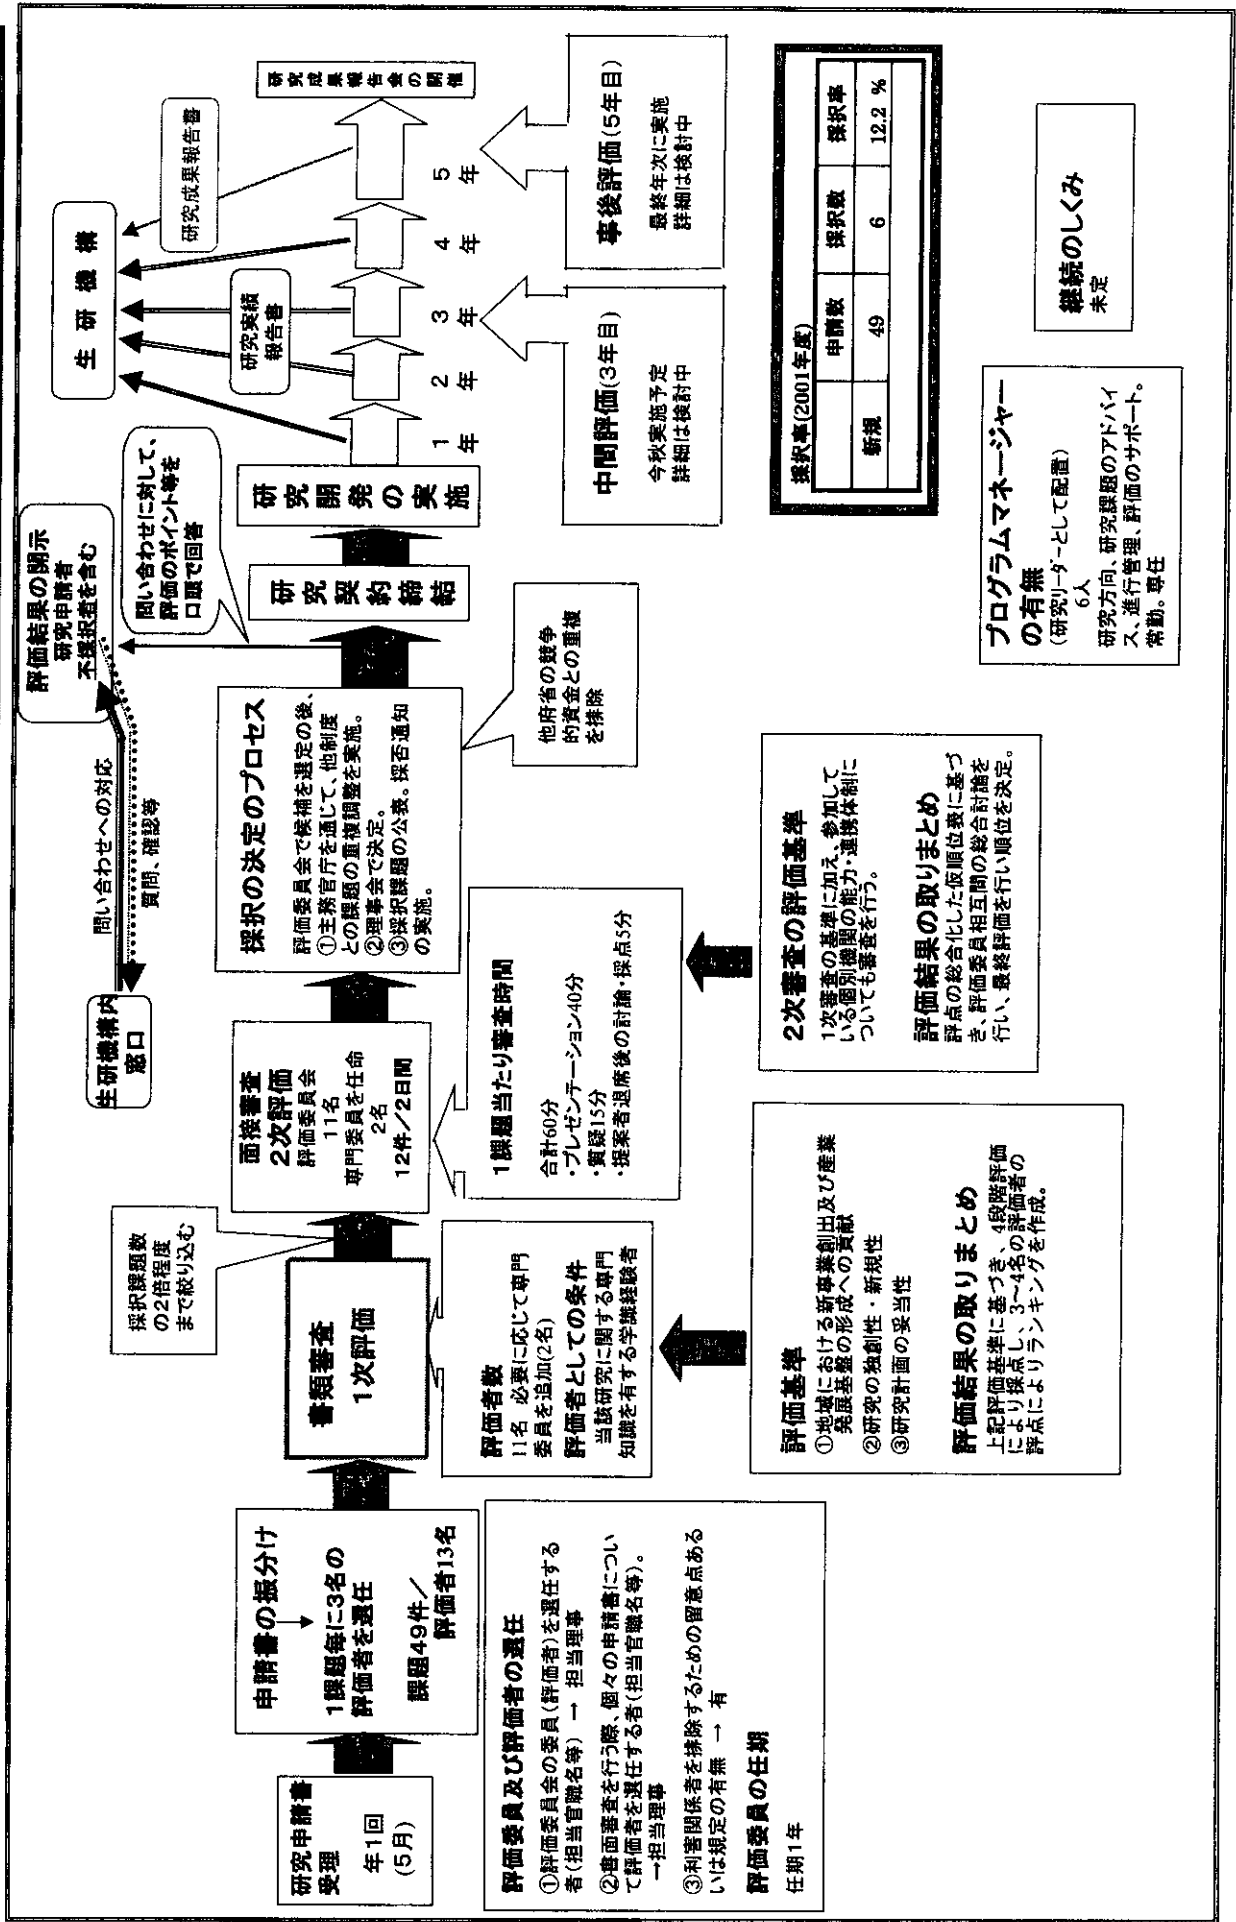 研究申請書
受理
年1回
(5月)
申請書の振分け
1課題毎に3名の
評価者を選任
課題49件／
評価者13名
書類審査
1次評価
採択課題数
の2倍程度
まで絞り込む
面接審査
2次評価
評価委員会
11名
専門委員を任命
2名
12件／2日間
採択の決定のプロセス
評価委員会で候補を選定の後、
①主務官庁を通じて、他制度
との課題の重複調整を実施。
②理事会で決定。
③採択課題の公表。採否通知
の実施。
他府省の競争
的資金との重複
を排除
研究契約締結
研究開発の実施
1年
2年
3年
4年
5年
研究成果報告会の開催
生研機構
研究実績
報告書
研究成果報告書
生研機構内
窓口
問い合わせへの対応
質問、確認等
評価結果の開示
研究申請者
不採択者を含む
問い合わせに対して、
評価のポイント等を
口頭で回答
評価委員及び評価者の選任
①評価委員会の委員(評価者)を選任する
者(担当官職名等) → 担当理事
②書面審査を行う際、個々の申請書につい
て評価者を選任する者(担当官職名等)。
→担当理事
③利害関係者を排除するための留意点ある
いは規定の有無 → 有
評価委員の任期
任期1年
評価者数
11名 必要に応じて専門
委員を追加(2名)
評価者としての条件
当該研究に関する専門
知識を有する学識経験者
1課題当たり審査時間
合計60分
・プレゼンテーション40分
・質疑15分
・提案者退席後の討論・採点5分
中間評価(3年目)
今秋実施予定
詳細は検討中
事後評価(5年目)
最終年次に実施
詳細は検討中
評価基準
①地域における新事業創出及び産業
発展基盤の形成への貢献
②研究の独創性・新規性
③研究計画の妥当性
評価結果の取りまとめ
上記評価基準に基づき、4段階評価
により採点し、3～4名の評価者の
評点によりランキングを作成。
2次審査の評価基準
1次審査の基準に加え、参加して
いる個別機関の能力・連携体制に
ついても審査を行う。
評価結果の取りまとめ
評点の総合化した仮順位表に基づ
き、評価委員相互間の総合討論を
行い、最終評価を行い順位を決定。
採択率(2001年度)
申請数 採択数 採択率
新規 49 6 12.2 %
プログラムマネージャー
の有無
(研究リーダーとして配置)
6人
研究方向、研究課題のアドバイ
ス、進行管理、評価のサポート。
常勤。専任
継続のしくみ
未定